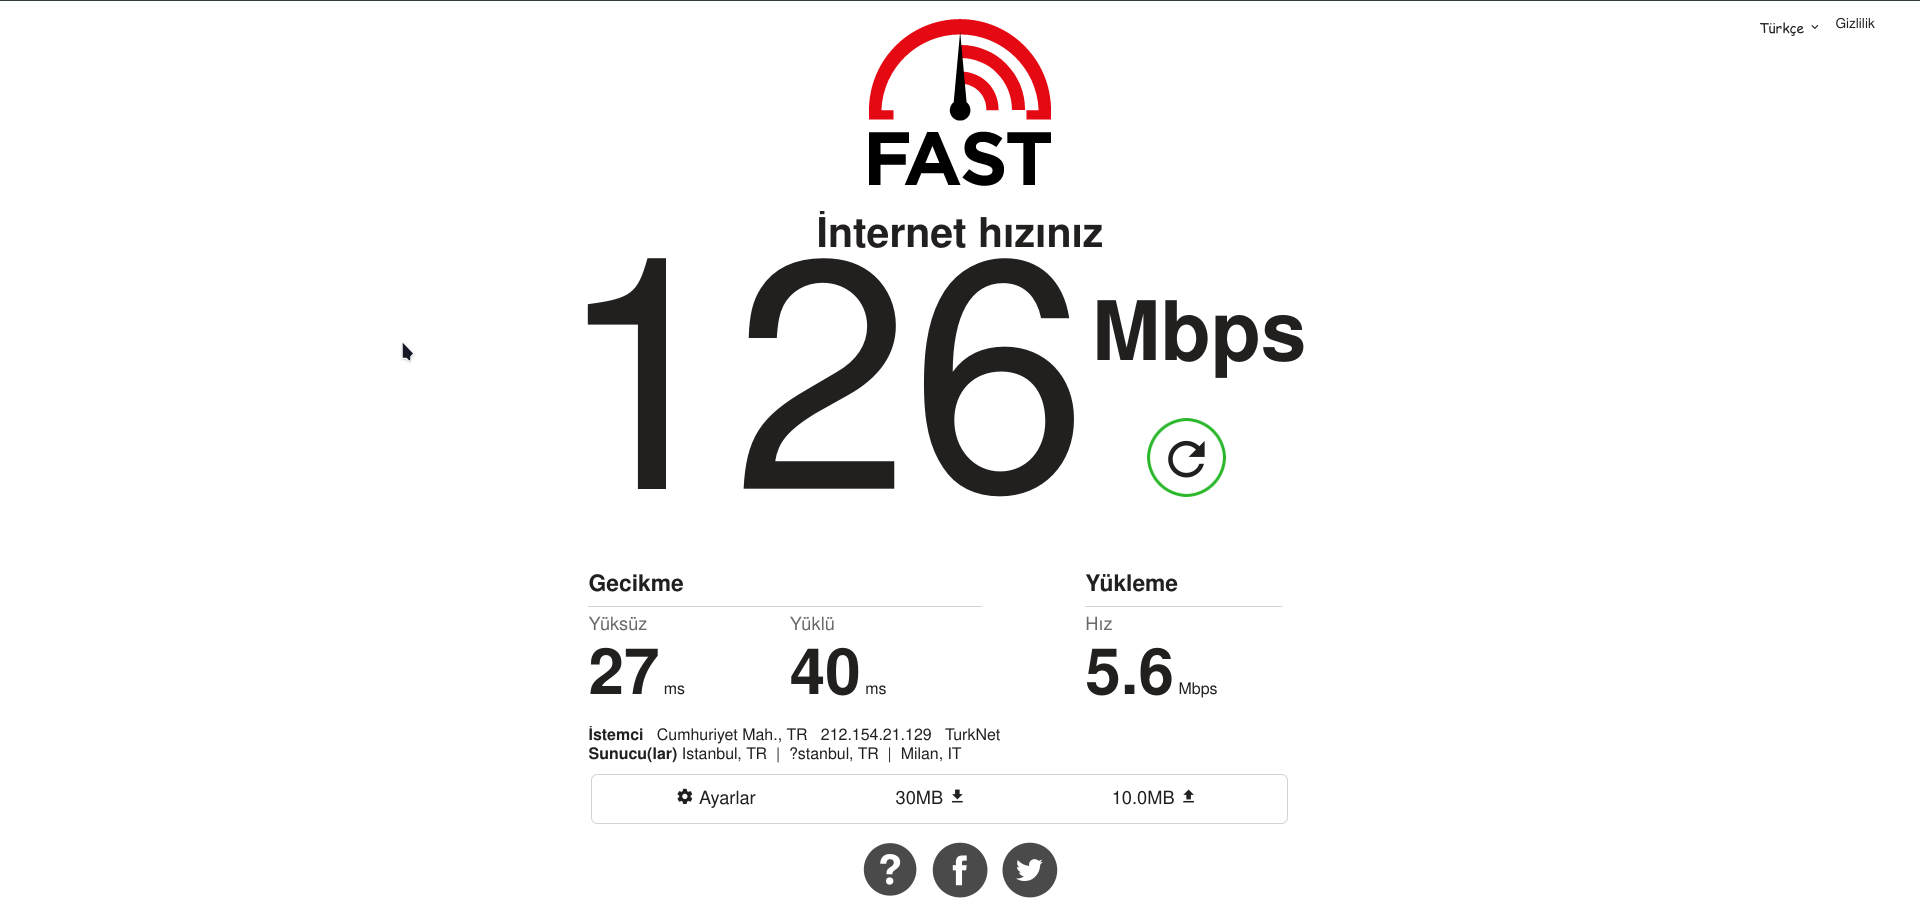 Türkçe Gizlilik
FAST
İnternet hızınız
126 Mbps
Gecikme Yükleme
Yüksüz Yüklü Hız
27 ms 40 ms 5.6 Mbps
İstemci Cumhuriyet Mah., TR 212.154.21.129 TurkNet
Sunucu(lar) Istanbul, TR | ?stanbul, TR | Milan, IT
Ayarlar 30MB 10.0MB